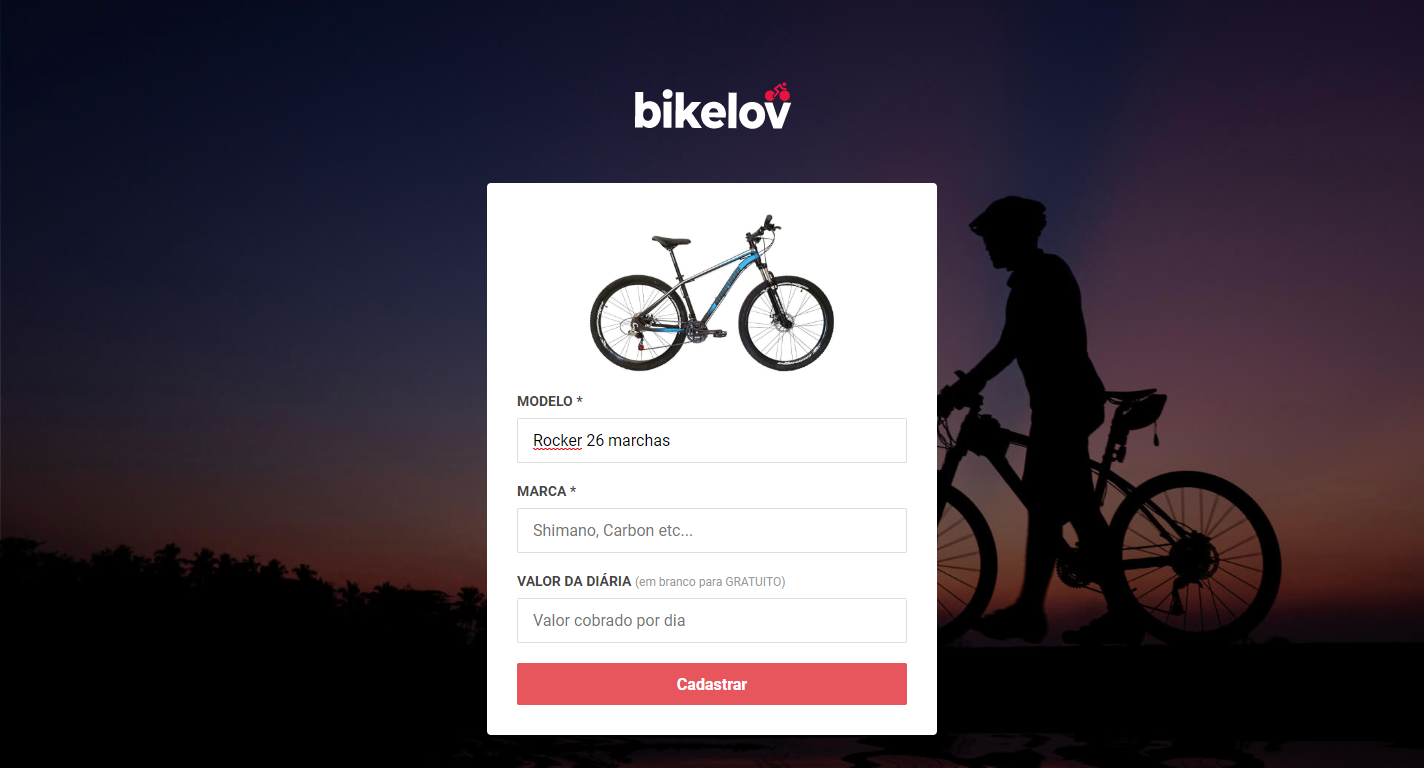 bikelov
MODELO *
Rocker 26 marchas
MARCA *
Shimano, Carbon etc...
VALOR DA DIÁRIA (em branco para GRATUITO)
Valor cobrado por dia
Cadastrar